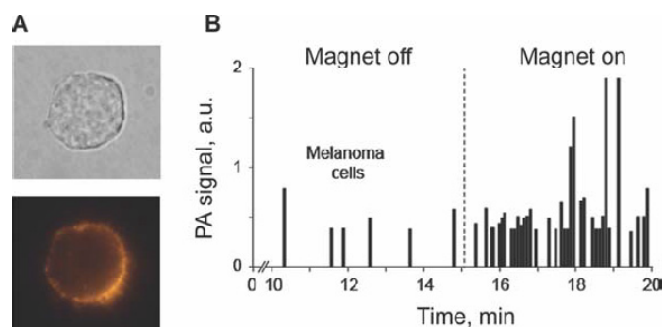 A
B
Magnet off Magnet on
PA signal, a.u.
2
1
0
Melanoma
cells
0 10 12 14 16 18 20
Time, min